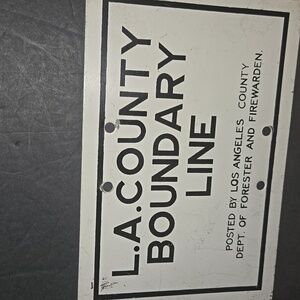 L.A.COUNTY
BOUNDARY
LINE
POSTED BY LOS ANGELES COUNTY
DEPT. OF FORESTER AND FIREWARDEN.